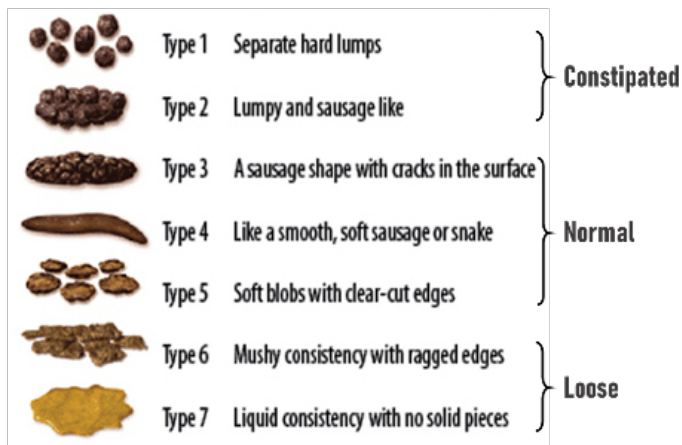 Type 1 Separate hard lumps
Type 2 Lumpy and sausage like
Constipated
Type 3 A sausage shape with cracks in the surface
Type 4 Like a smooth, soft sausage or snake
Normal
Type 5 Soft blobs with clear-cut edges
Type 6 Mushy consistency with ragged edges
Loose
Type 7 Liquid consistency with no solid pieces